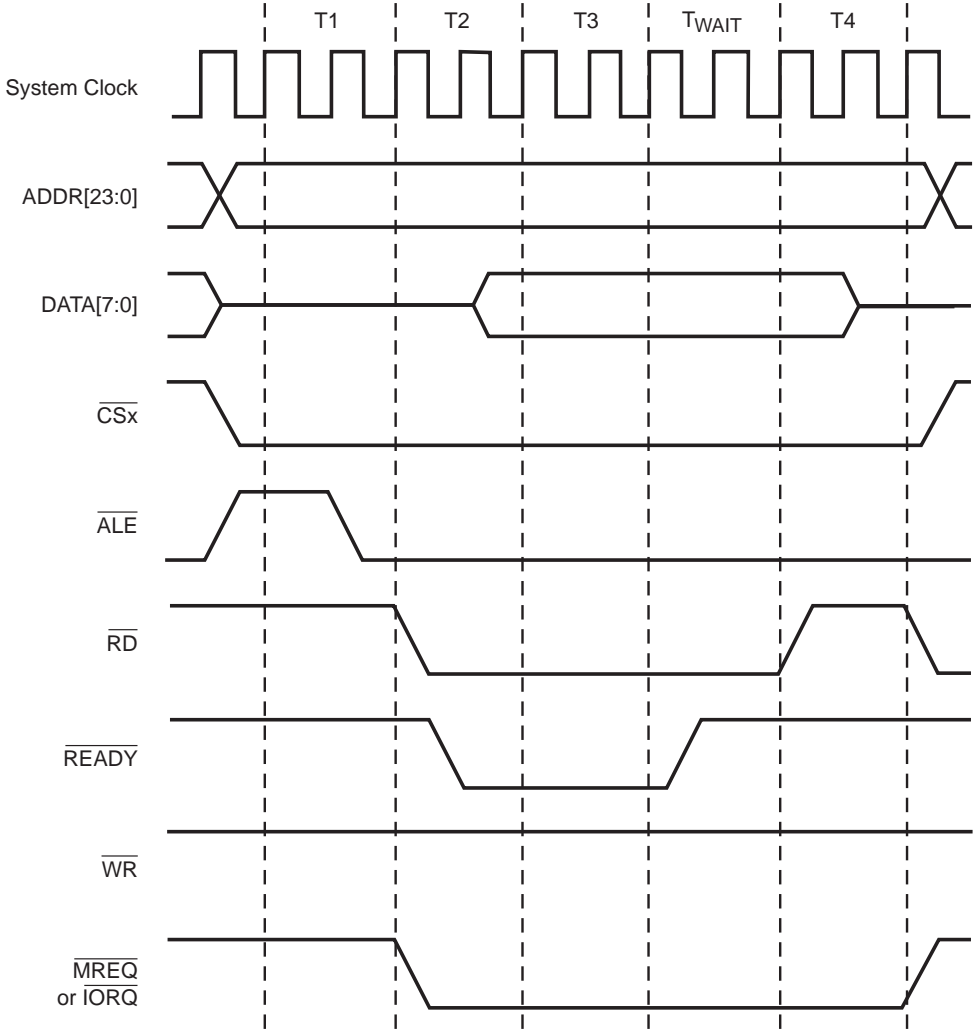 T1 T2 T3 TWAIT T4
System Clock
ADDR[23:0]
DATA[7:0]
CSx
ALE
RD
READY
WR
MREQ
or IORQ